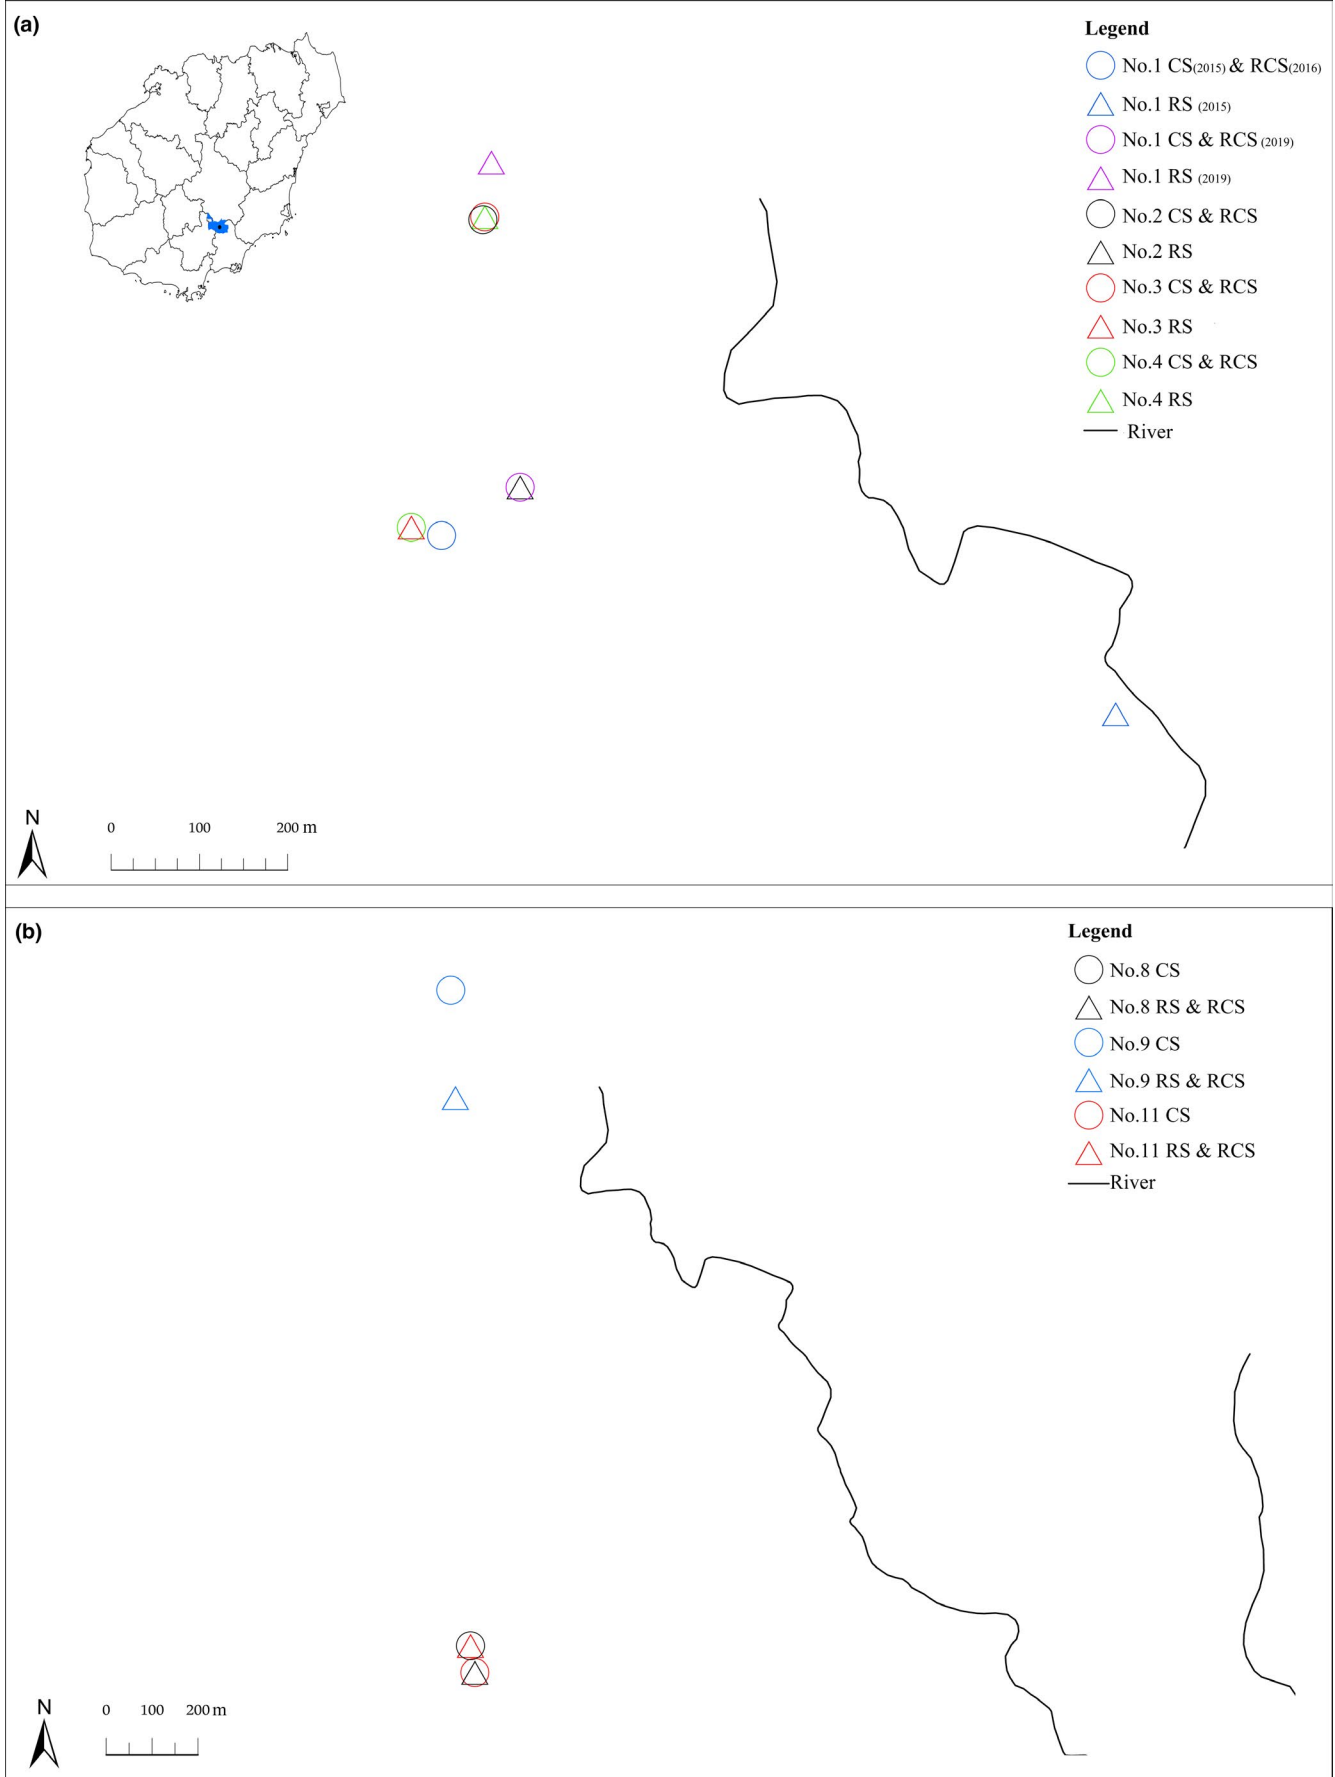 (a)
Legend
No.1 CS(2015) & RCS(2016)
No.1 RS (2015)
No.1 CS & RCS (2019)
No.1 RS (2019)
No.2 CS & RCS
No.2 RS
No.3 CS & RCS
No.3 RS
No.4 CS & RCS
No.4 RS
River
N
0 100 200 m
(b)
Legend
No.8 CS
No.8 RS & RCS
No.9 CS
No.9 RS & RCS
No.11 CS
No.11 RS & RCS
River
N
0 100 200 m